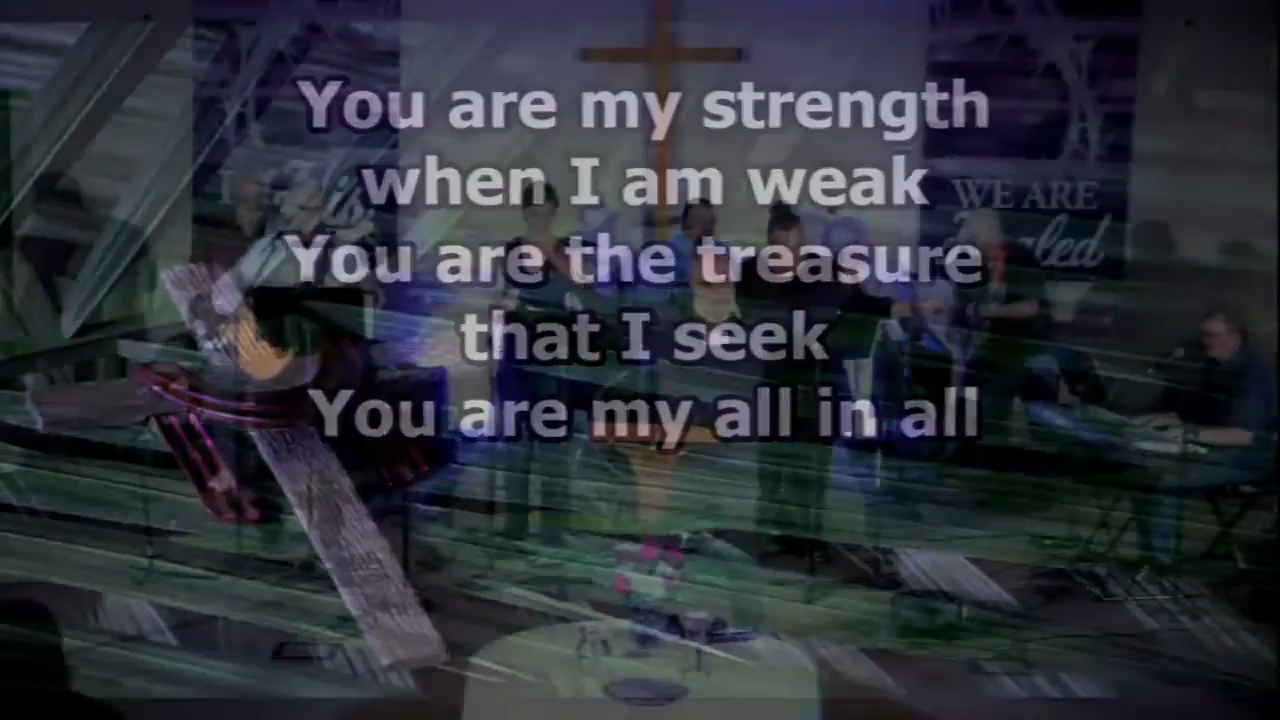 You are my strength
when I am weak
You are the treasure
that I seek
You are my all in all
WE ARE